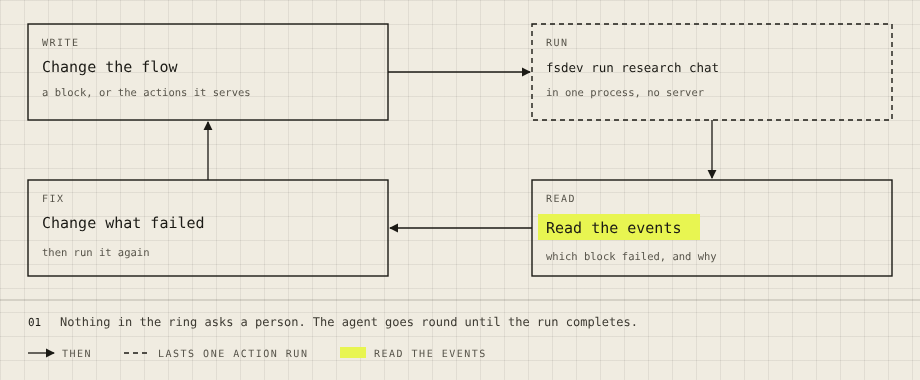 WRITE
Change the flow
a block, or the actions it serves
RUN
fsdev run research chat
in one process, no server
FIX
Change what failed
then run it again
READ
Read the events
which block failed, and why
01 Nothing in the ring asks a person. The agent goes round until the run completes.
THEN LASTS ONE ACTION RUN READ THE EVENTS